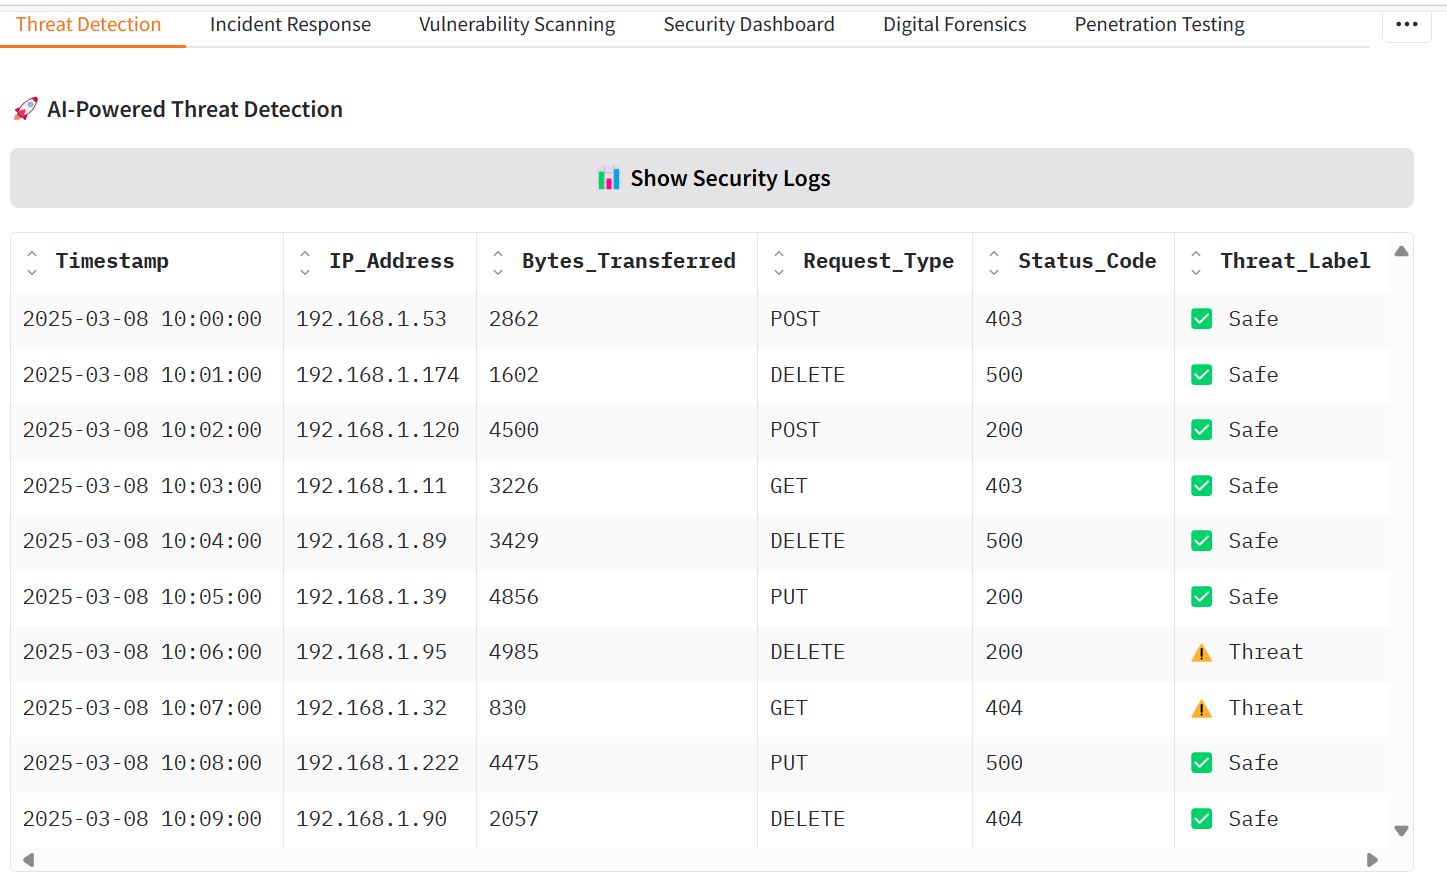 Threat Detection Incident Response Vulnerability Scanning Security Dashboard Digital Forensics Penetration Testing
AI-Powered Threat Detection
Show Security Logs
Timestamp IP_Address Bytes_Transferred Request_Type Status_Code Threat_Label
2025-03-08 10:00:00 192.168.1.53 2862 POST 403 Safe
2025-03-08 10:01:00 192.168.1.174 1602 DELETE 500 Safe
2025-03-08 10:02:00 192.168.1.120 4500 POST 200 Safe
2025-03-08 10:03:00 192.168.1.11 3226 GET 403 Safe
2025-03-08 10:04:00 192.168.1.89 3429 DELETE 500 Safe
2025-03-08 10:05:00 192.168.1.39 4856 PUT 200 Safe
2025-03-08 10:06:00 192.168.1.95 4985 DELETE 200 Threat
2025-03-08 10:07:00 192.168.1.32 830 GET 404 Threat
2025-03-08 10:08:00 192.168.1.222 4475 PUT 500 Safe
2025-03-08 10:09:00 192.168.1.90 2057 DELETE 404 Safe